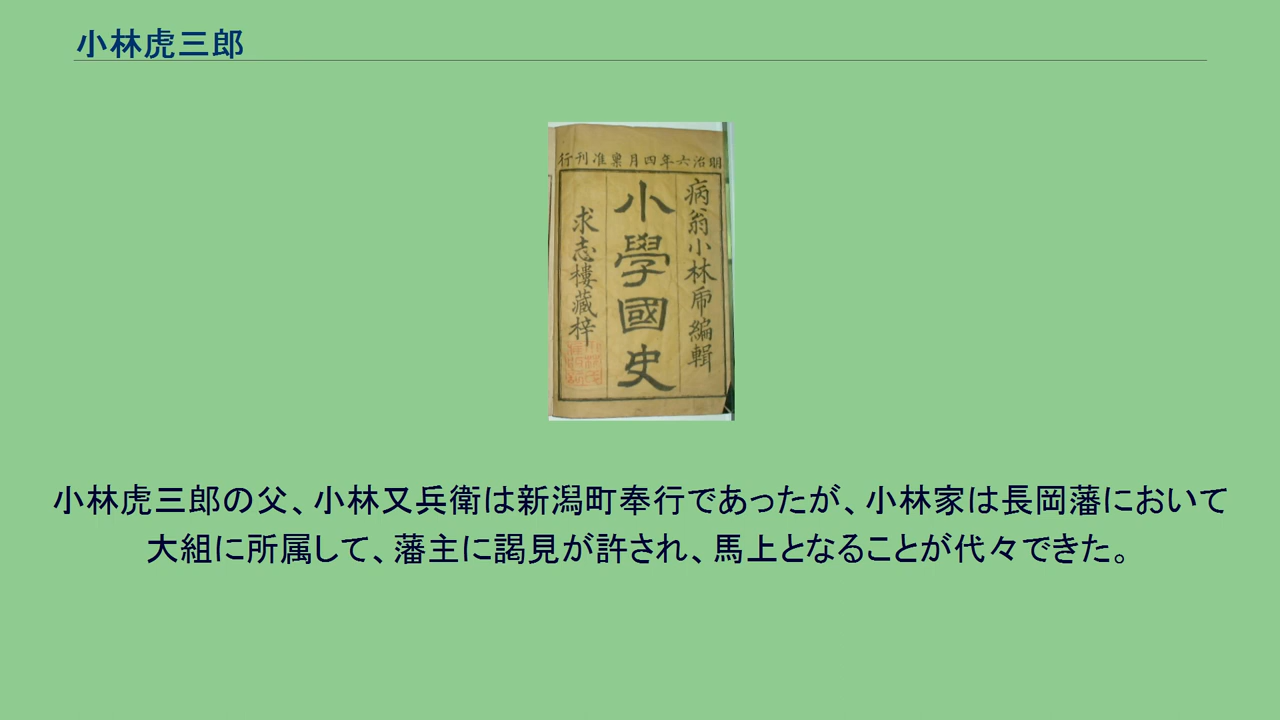 小林虎三郎
明治六年四月稟准刊行
病翁小林虎編輯
小學國史
求志樓藏梓
小林虎三郎の父、小林又兵衛は新潟町奉行であったが、小林家は長岡藩において
大組に所属して、藩主に謁見が許され、馬上となることが代々できた。